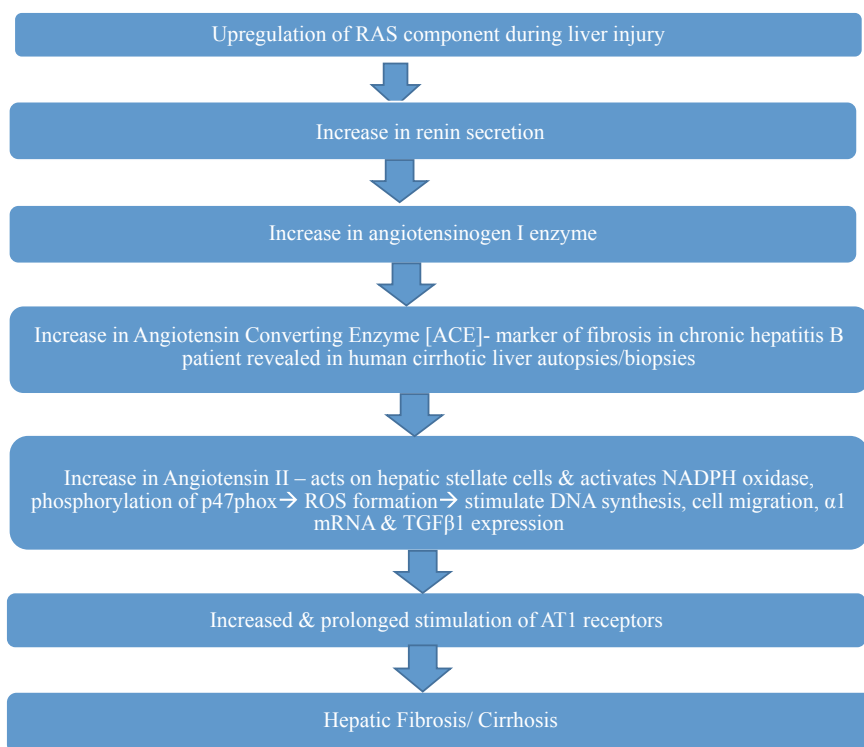 Upregulation of RAS component during liver injury
Increase in renin secretion
Increase in angiotensinogen I enzyme
Increase in Angiotensin Converting Enzyme [ACE]- marker of fibrosis in chronic hepatitis B
patient revealed in human cirrhotic liver autopsies/biopsies
Increase in Angiotensin II – acts on hepatic stellate cells & activates NADPH oxidase,
phosphorylation of p47phox→ ROS formation→ stimulate DNA synthesis, cell migration, α1
mRNA & TGFβ1 expression
Increased & prolonged stimulation of AT1 receptors
Hepatic Fibrosis/ Cirrhosis